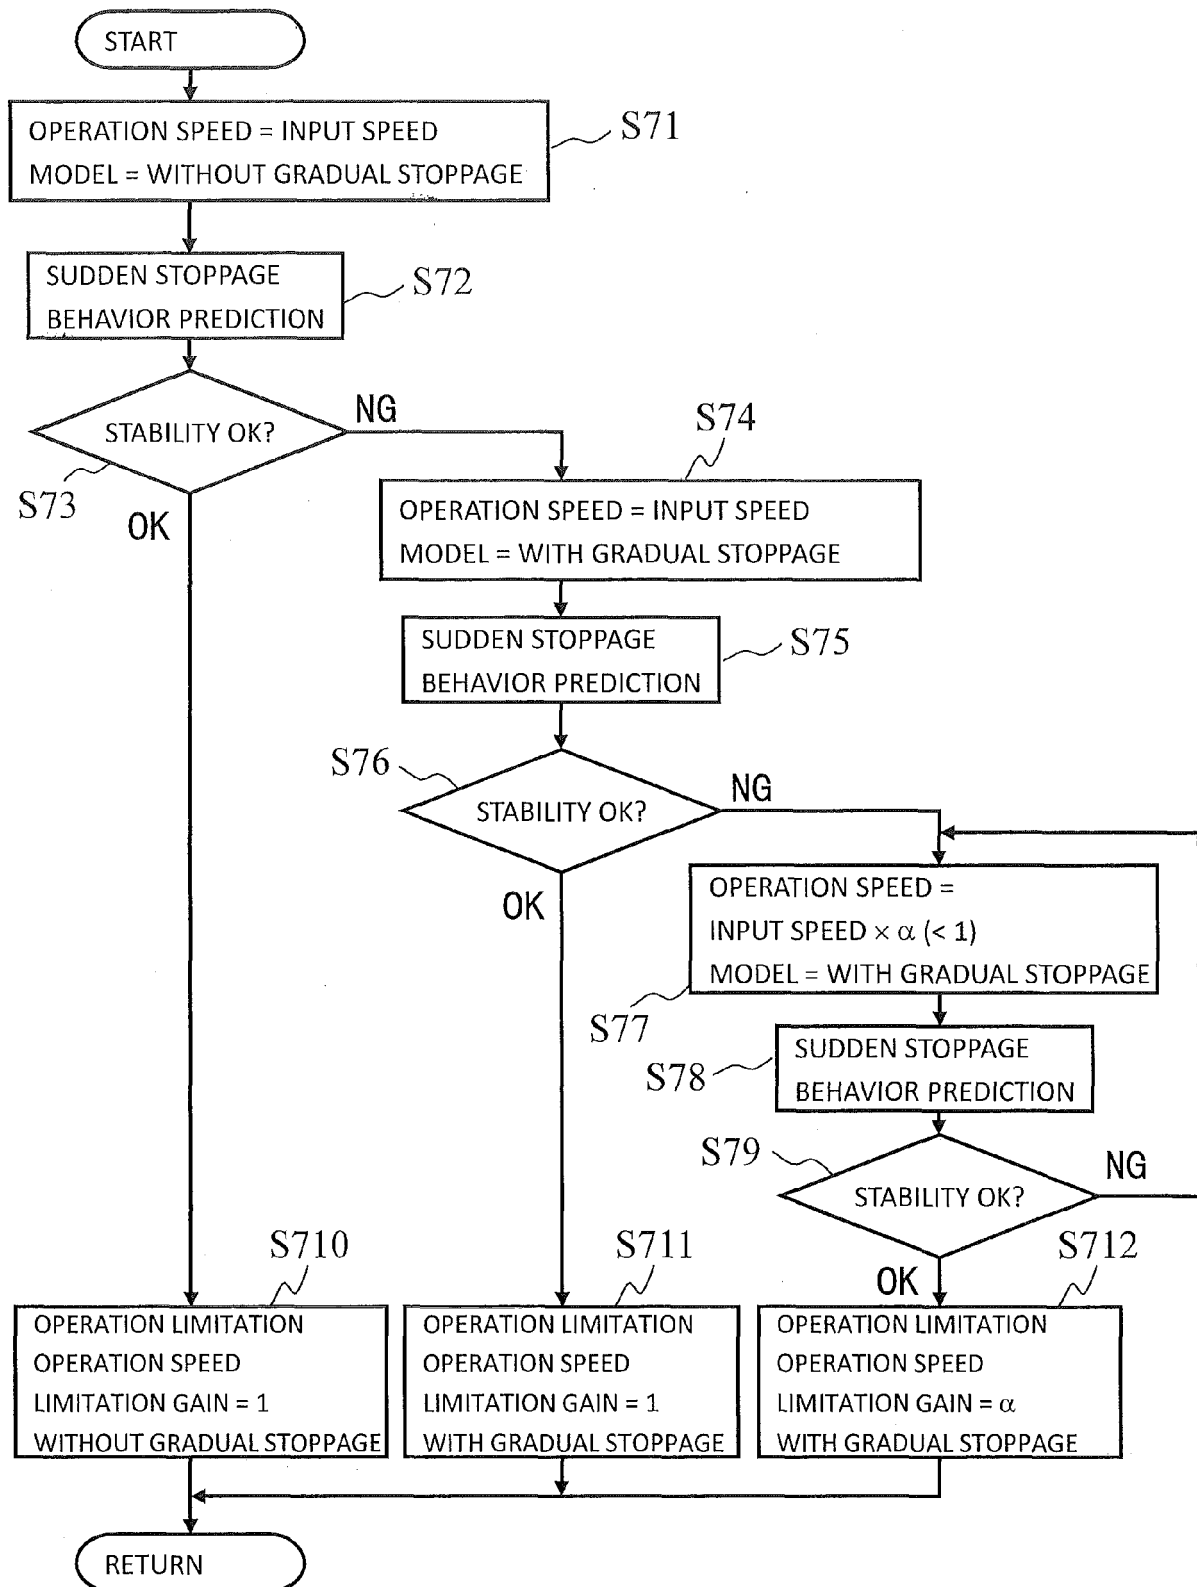 START
OPERATION SPEED = INPUT SPEED
MODEL = WITHOUT GRADUAL STOPPAGE
S71
SUDDEN STOPPAGE
BEHAVIOR PREDICTION
S72
STABILITY OK?
NG
S73
OK
S74
OPERATION SPEED = INPUT SPEED
MODEL = WITH GRADUAL STOPPAGE
SUDDEN STOPPAGE
BEHAVIOR PREDICTION
S75
S76
STABILITY OK?
NG
OK
OPERATION SPEED =
INPUT SPEED × α (< 1)
MODEL = WITH GRADUAL STOPPAGE
S77
SUDDEN STOPPAGE
BEHAVIOR PREDICTION
S78
S79
STABILITY OK?
NG
OK
S710
OPERATION LIMITATION
OPERATION SPEED
LIMITATION GAIN = 1
WITHOUT GRADUAL STOPPAGE
S711
OPERATION LIMITATION
OPERATION SPEED
LIMITATION GAIN = 1
WITH GRADUAL STOPPAGE
S712
OPERATION LIMITATION
OPERATION SPEED
LIMITATION GAIN = α
WITH GRADUAL STOPPAGE
RETURN